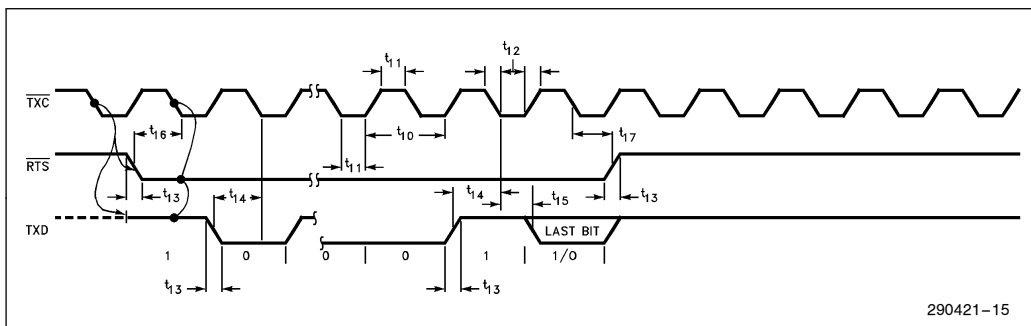 t12
t11
TXC
t16
t10
t17
t11
RTS
t13
t14
t14
t15
t13
TXD
LAST BIT
1 0 0 0 1 1/0
t13
t13
290421–15